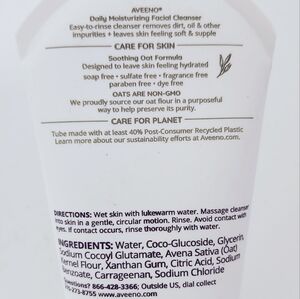 AVEENO®
Daily Moisturizing Facial Cleanser
Easy-to-rinse cleanser removes dirt, oil & other
impurities + leaves skin feeling soft & supple
CARE FOR SKIN
Soothing Oat Formula
Designed to leave skin feeling hydrated
soap free • sulfate free • fragrance free
paraben free • dye free
OATS ARE NON-GMO
We proudly source our oat flour in a purposeful
way to help preserve its purity.
CARE FOR PLANET
Tube made with at least 40% Post-Consumer Recycled Plastic
Learn more about our sustainability efforts at Aveeno.com.
DIRECTIONS: Wet skin with lukewarm water. Massage cleanser
into skin in a gentle, circular motion. Rinse. Avoid contact with
eyes. If contact occurs, rinse thoroughly with water.
INGREDIENTS: Water, Coco-Glucoside, Glycerin,
Sodium Cocoyl Glutamate, Avena Sativa (Oat)
Kernel Flour, Xanthan Gum, Citric Acid, Sodium
Benzoate, Carrageenan, Sodium Chloride
Questions? 866-428-3366; Outside US, dial collect
215-273-8755 www.aveeno.com